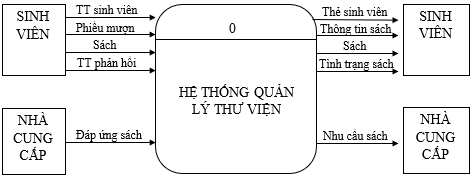 SINH
VIÊN
TT sinh viên
Phiếu mượn
Sách
TT phản hồi
0
HỆ THỐNG QUẢN
LÝ THƯ VIỆN
Thẻ sinh viên
Thông tin sách
Sách
Tình trạng sách
SINH
VIÊN
NHÀ
CUNG
CẤP
Đáp ứng sách
Nhu cầu sách
NHÀ
CUNG
CẤP